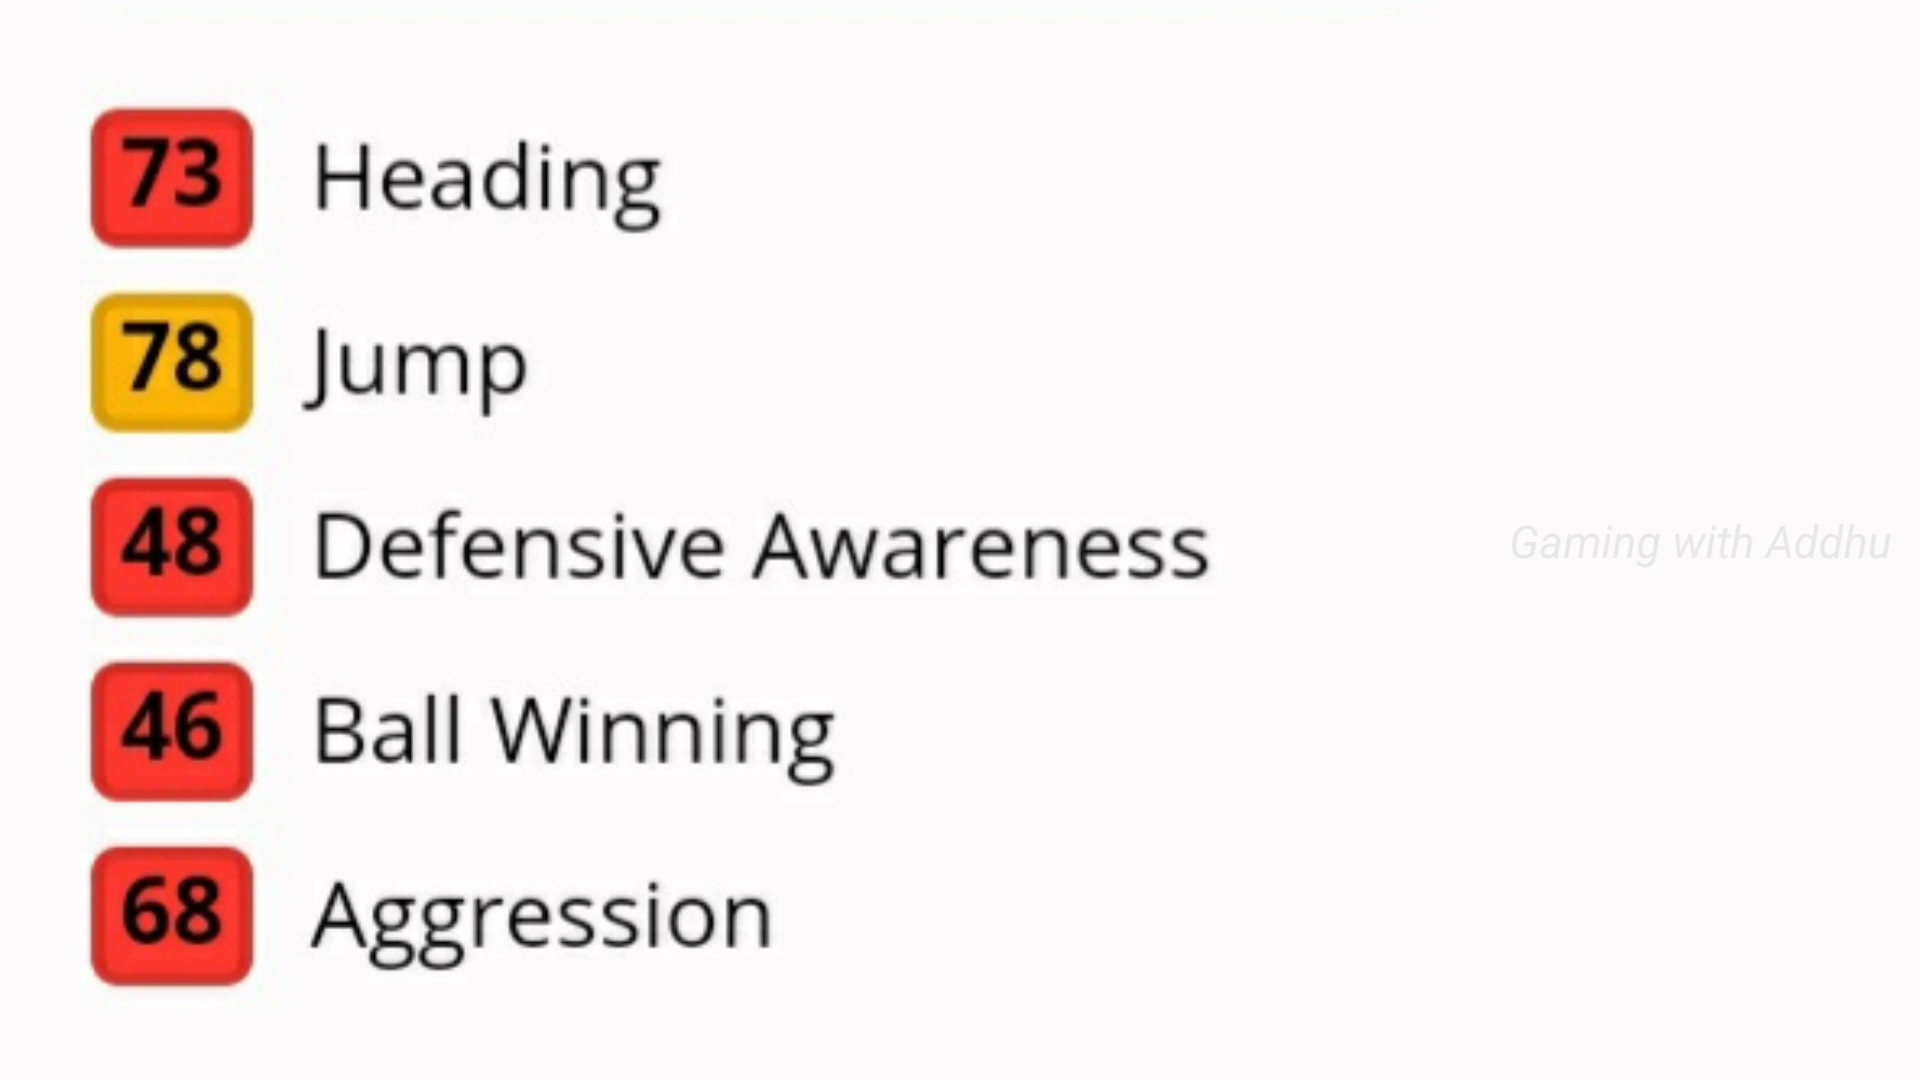 73 Heading
78 Jump
48 Defensive Awareness
Gaming with Addhu
46 Ball Winning
68 Aggression